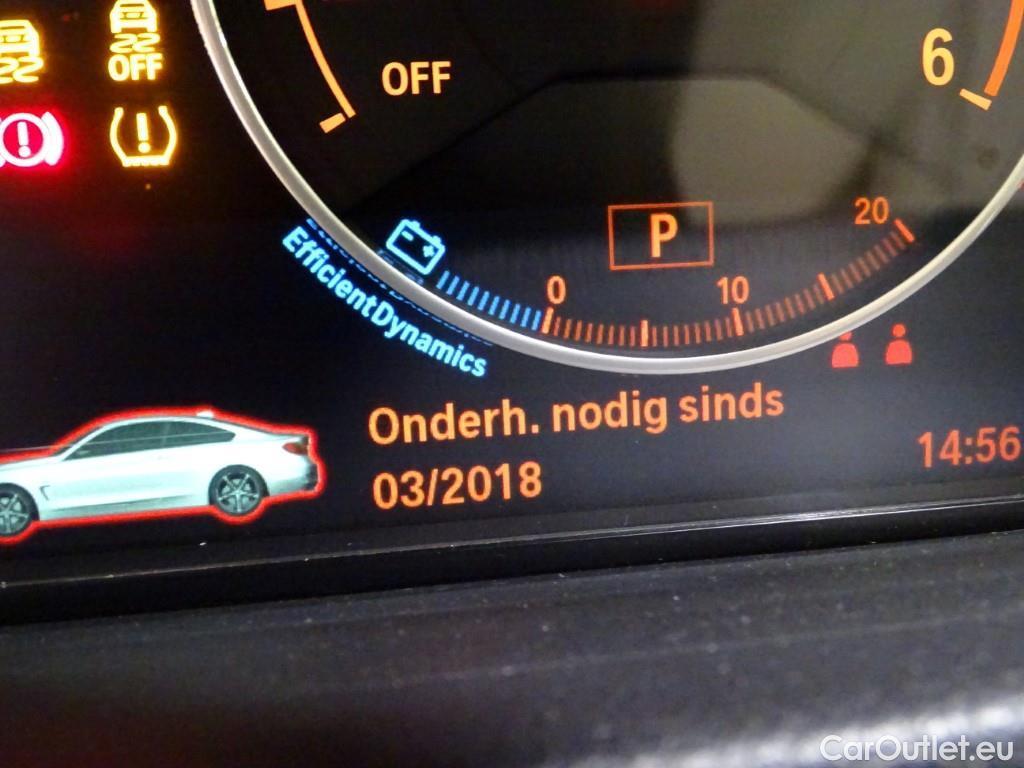 OFF
OFF
6
P
20
0
10
EfficientDynamics
Onderh. nodig sinds
03/2018
14:56
CarOutlet.eu